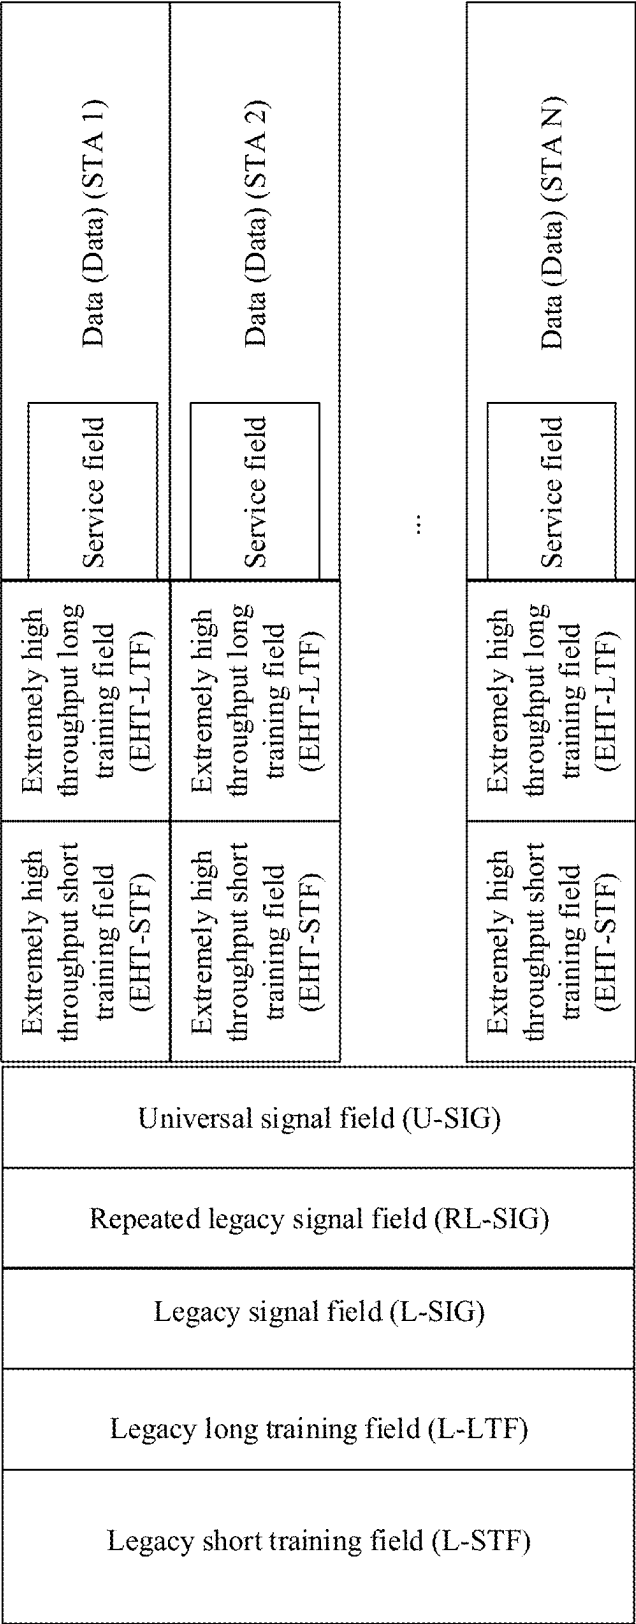 Data (Data) (STA 1)
Service field
Extremely high
throughput long
training field
(EHT-LTF)
Extremely high
throughput short
training field
(EHT-STF)
Data (Data) (STA 2)
Service field
Extremely high
throughput long
training field
(EHT-LTF)
Extremely high
throughput short
training field
(EHT-STF)
...
Data (Data) (STA N)
Service field
Extremely high
throughput long
training field
(EHT-LTF)
Extremely high
throughput short
training field
(EHT-STF)
Universal signal field (U-SIG)
Repeated legacy signal field (RL-SIG)
Legacy signal field (L-SIG)
Legacy long training field (L-LTF)
Legacy short training field (L-STF)